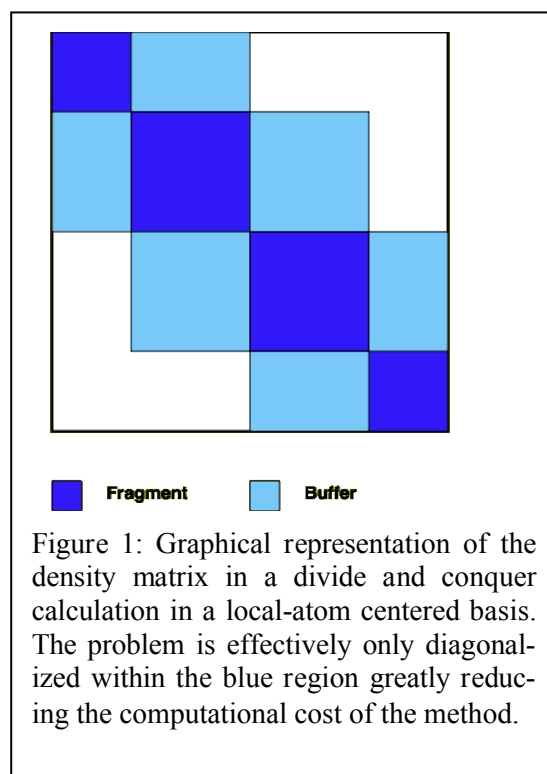 Fragment Buffer
Figure 1: Graphical representation of the
density matrix in a divide and conquer
calculation in a local-atom centered basis.
The problem is effectively only diagonal-
ized within the blue region greatly reduc-
ing the computational cost of the method.